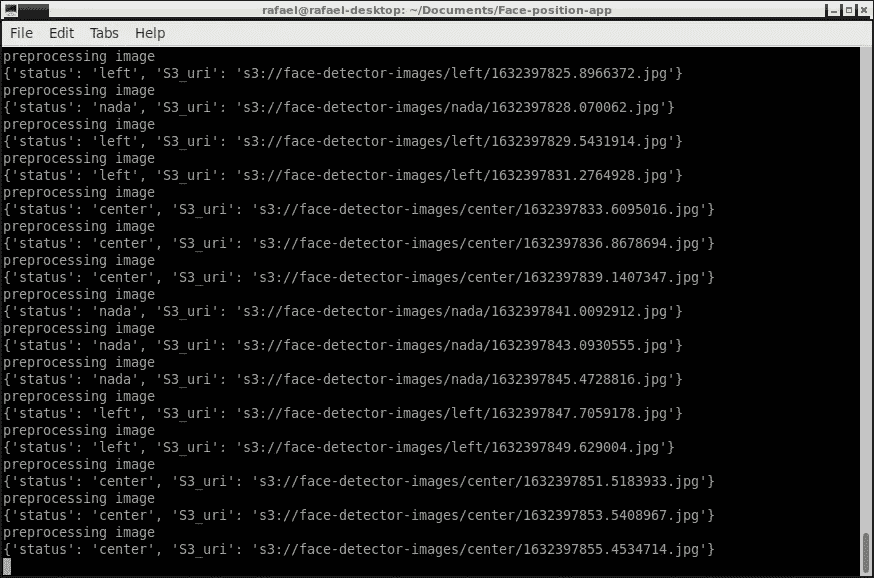 rafael@rafael-desktop: ~/Documents/Face-position-app
File Edit Tabs Help
preprocessing image
{'status': 'left', 'S3_uri': 's3://face-detector-images/left/1632397825.8966372.jpg'}
preprocessing image
{'status': 'nada', 'S3_uri': 's3://face-detector-images/nada/1632397828.070062.jpg'}
preprocessing image
{'status': 'left', 'S3_uri': 's3://face-detector-images/left/1632397829.5431914.jpg'}
preprocessing image
{'status': 'left', 'S3_uri': 's3://face-detector-images/left/1632397831.2764928.jpg'}
preprocessing image
{'status': 'center', 'S3_uri': 's3://face-detector-images/center/1632397833.6095016.jpg'}
preprocessing image
{'status': 'center', 'S3_uri': 's3://face-detector-images/center/1632397836.8678694.jpg'}
preprocessing image
{'status': 'center', 'S3_uri': 's3://face-detector-images/center/1632397839.1407347.jpg'}
preprocessing image
{'status': 'nada', 'S3_uri': 's3://face-detector-images/nada/1632397841.0092912.jpg'}
preprocessing image
{'status': 'nada', 'S3_uri': 's3://face-detector-images/nada/1632397843.0930555.jpg'}
preprocessing image
{'status': 'nada', 'S3_uri': 's3://face-detector-images/nada/1632397845.4728816.jpg'}
preprocessing image
{'status': 'left', 'S3_uri': 's3://face-detector-images/left/1632397847.7059178.jpg'}
preprocessing image
{'status': 'left', 'S3_uri': 's3://face-detector-images/left/1632397849.629004.jpg'}
preprocessing image
{'status': 'center', 'S3_uri': 's3://face-detector-images/center/1632397851.5183933.jpg'}
preprocessing image
{'status': 'center', 'S3_uri': 's3://face-detector-images/center/1632397853.5408967.jpg'}
preprocessing image
{'status': 'center', 'S3_uri': 's3://face-detector-images/center/1632397855.4534714.jpg'}